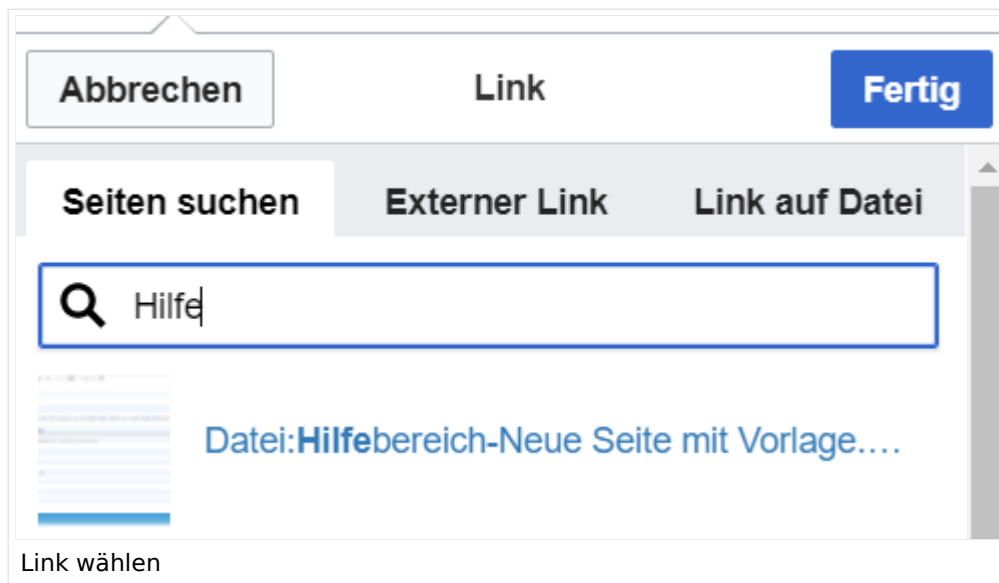 Abbrechen Link Fertig
Seiten suchen Externer Link Link auf Datei
Hilfe
Datei:Hilfebereich-Neue Seite mit Vorlage....
Link wählen